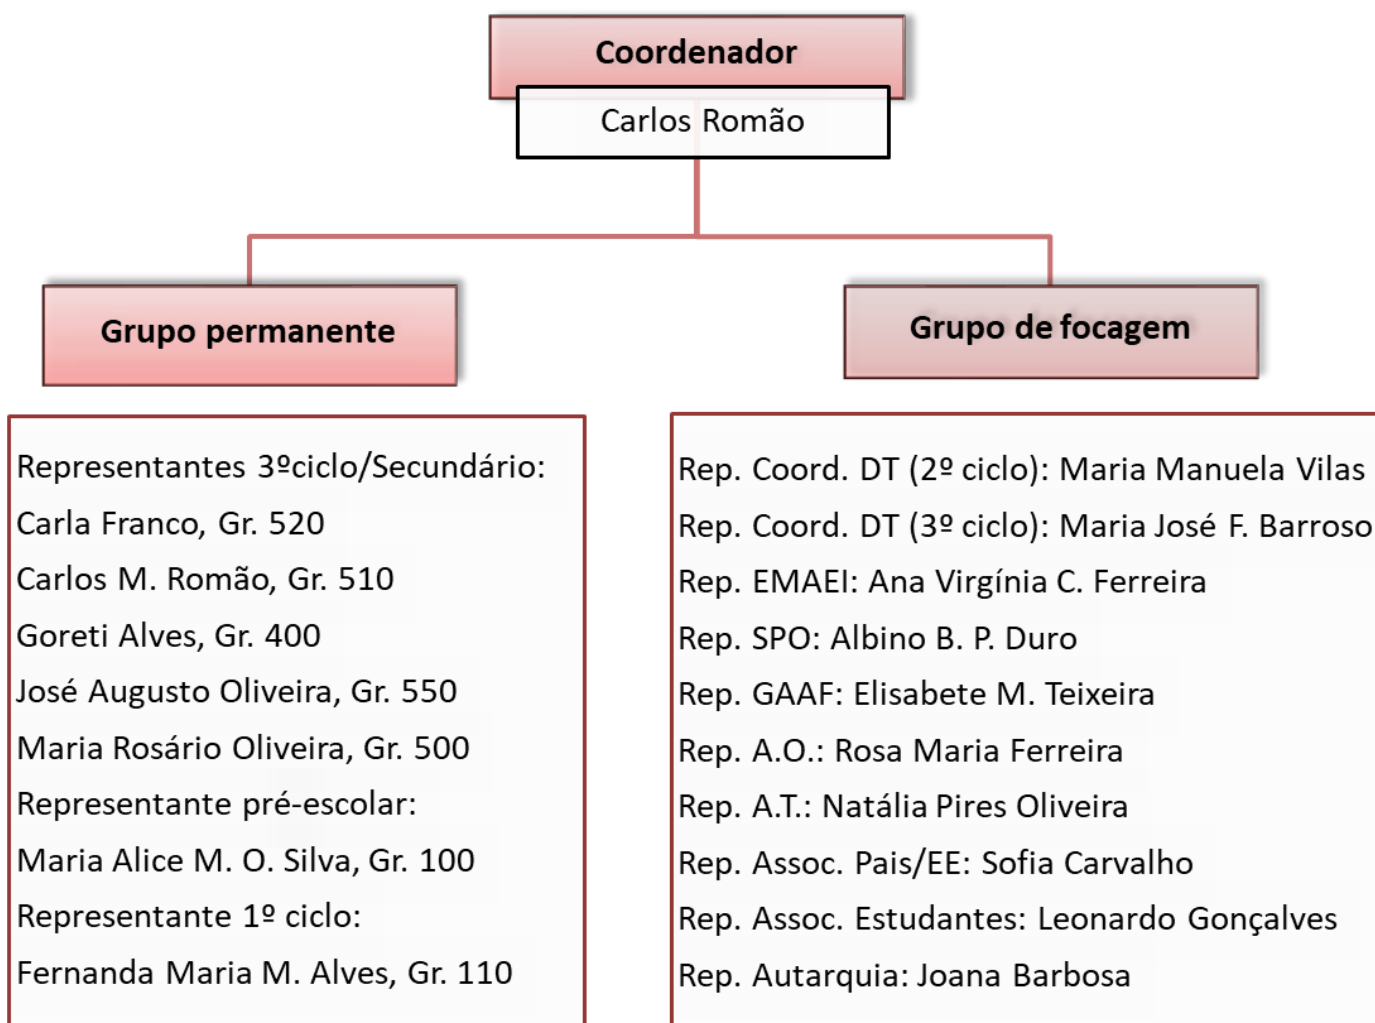 Coordenador
Carlos Romão
Grupo permanente
Representantes 3ºciclo/Secundário:
Carla Franco, Gr. 520
Carlos M. Romão, Gr. 510
Goreti Alves, Gr. 400
José Augusto Oliveira, Gr. 550
Maria Rosário Oliveira, Gr. 500
Representante pré-escolar:
Maria Alice M. O. Silva, Gr. 100
Representante 1º ciclo:
Fernanda Maria M. Alves, Gr. 110
Grupo de focagem
Rep. Coord. DT (2º ciclo): Maria Manuela Vilas
Rep. Coord. DT (3º ciclo): Maria José F. Barroso
Rep. EMAEI: Ana Virgínia C. Ferreira
Rep. SPO: Albino B. P. Duro
Rep. GAAF: Elisabete M. Teixeira
Rep. A.O.: Rosa Maria Ferreira
Rep. A.T.: Natália Pires Oliveira
Rep. Assoc. Pais/EE: Sofia Carvalho
Rep. Assoc. Estudantes: Leonardo Gonçalves
Rep. Autarquia: Joana Barbosa